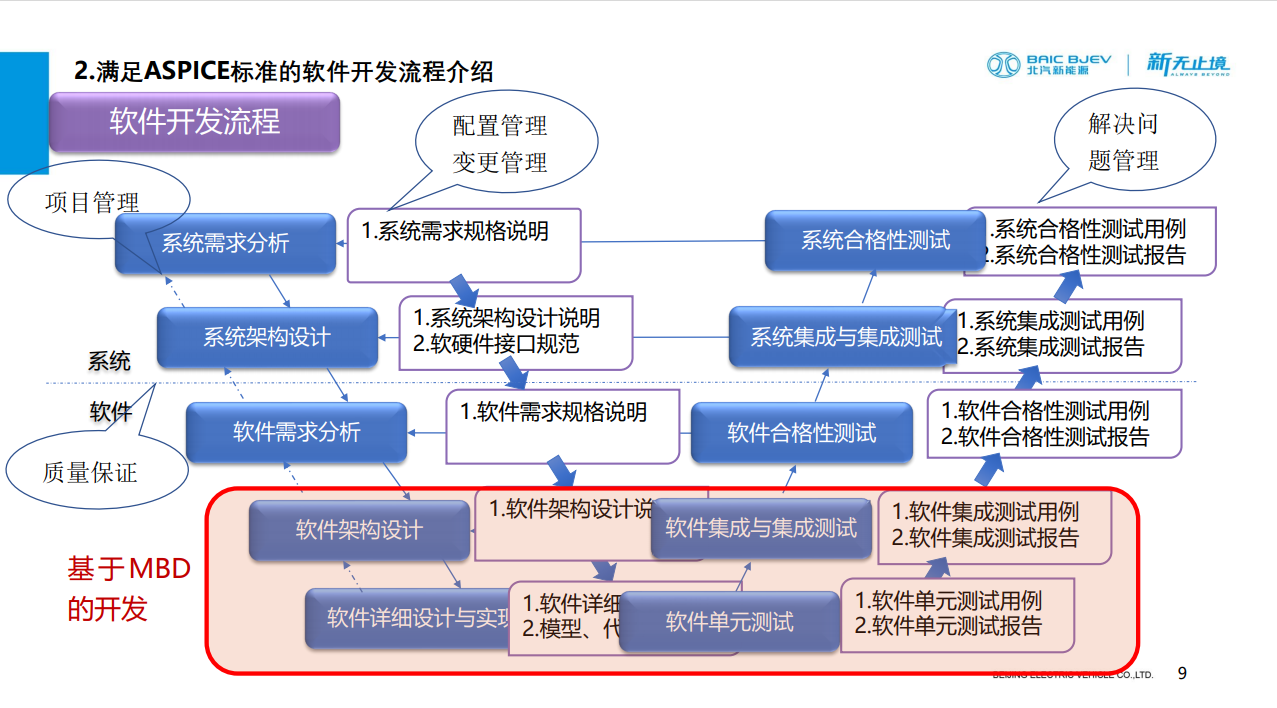 2.满足ASPICE标准的软件开发流程介绍
BAIC BJEV
北汽新能源
新无止境
ALWAYS BEYOND
软件开发流程
配置管理
变更管理
解决问
题管理
项目管理
系统需求分析
1.系统需求规格说明
系统合格性测试
.系统合格性测试用例
2.系统合格性测试报告
系统架构设计
1.系统架构设计说明
2.软硬件接口规范
系统集成与集成测试
1.系统集成测试用例
2.系统集成测试报告
系统
软件
软件需求分析
1.软件需求规格说明
软件合格性测试
1.软件合格性测试用例
2.软件合格性测试报告
质量保证
软件架构设计
1.软件架构设计说
软件集成与集成测试
1.软件集成测试用例
2.软件集成测试报告
基于MBD
的开发
软件详细设计与实现
1.软件详细
2.模型、代
软件单元测试
1.软件单元测试用例
2.软件单元测试报告
BEIJING ELECTRIC VEHICLE CO.,LTD.
9